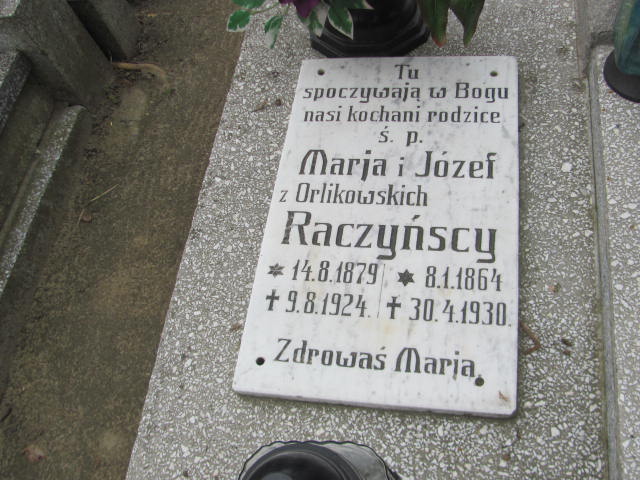 Tu
spoczywają w Bogu
nasi kochani rodzice
ś. p.
Marja i Józef
z Orlikowskich
Raczyńscy
✶ 14.8.1879 ✶ 8.1.1864
✝ 9.8.1924. ✝ 30.4.1930.
Zdrowaś Marja.